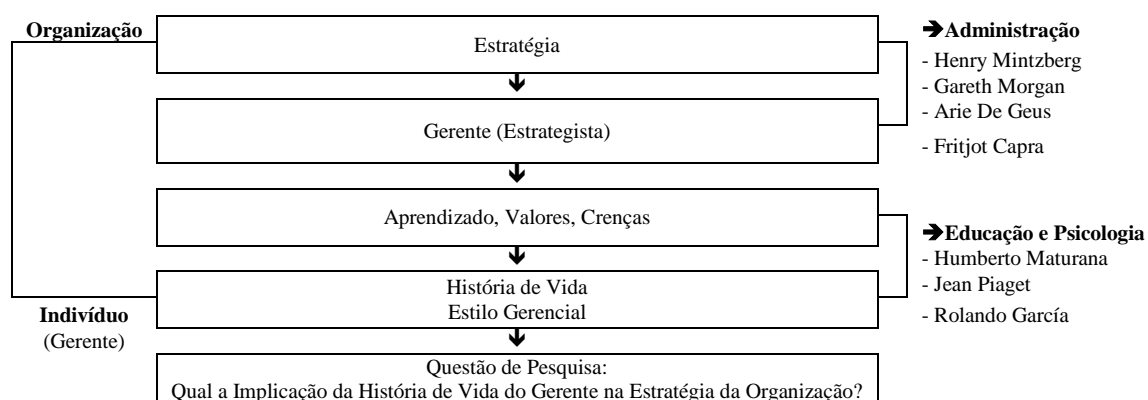 Organização
Estratégia
Gerente (Estrategista)
Aprendizado, Valores, Crenças
História de Vida
Estilo Gerencial
Indivíduo
(Gerente)
Questão de Pesquisa:
Qual a Implicação da História de Vida do Gerente na Estratégia da Organização?
➔Administração
- Henry Mintzberg
- Gareth Morgan
- Arie De Geus
- Fritjot Capra
➔Educação e Psicologia
- Humberto Maturana
- Jean Piaget
- Rolando García